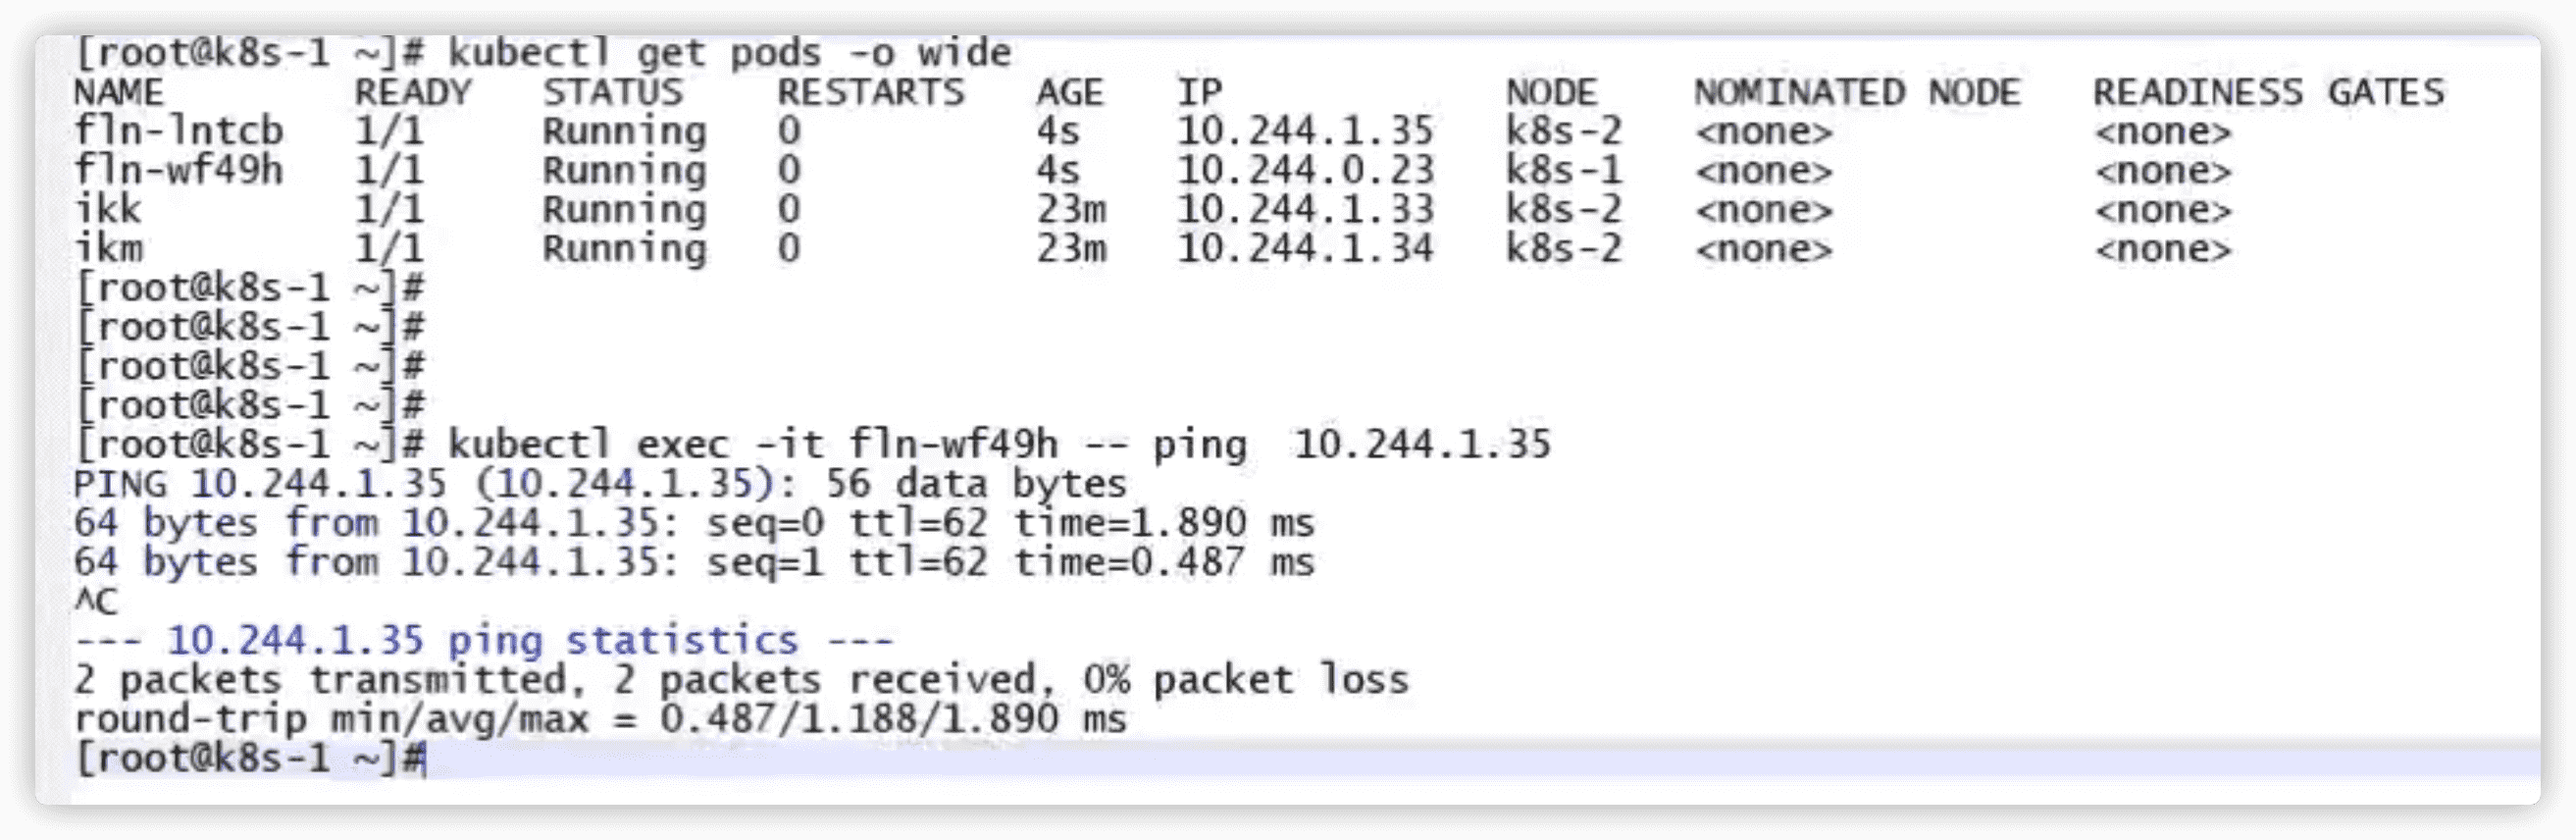 [root@k8s-1 ~]# kubectl get pods -o wide
NAME        READY   STATUS    RESTARTS   AGE   IP            NODE    NOMINATED NODE   READINESS GATES
fln-lntcb   1/1     Running   0          4s    10.244.1.35   k8s-2   <none>           <none>
fln-wf49h   1/1     Running   0          4s    10.244.0.23   k8s-1   <none>           <none>
ikk         1/1     Running   0          23m   10.244.1.33   k8s-2   <none>           <none>
ikm         1/1     Running   0          23m   10.244.1.34   k8s-2   <none>           <none>
[root@k8s-1 ~]#
[root@k8s-1 ~]#
[root@k8s-1 ~]#
[root@k8s-1 ~]#
[root@k8s-1 ~]# kubectl exec -it fln-wf49h -- ping  10.244.1.35
PING 10.244.1.35 (10.244.1.35): 56 data bytes
64 bytes from 10.244.1.35: seq=0 ttl=62 time=1.890 ms
64 bytes from 10.244.1.35: seq=1 ttl=62 time=0.487 ms
^C
--- 10.244.1.35 ping statistics ---
2 packets transmitted, 2 packets received, 0% packet loss
round-trip min/avg/max = 0.487/1.188/1.890 ms
[root@k8s-1 ~]#